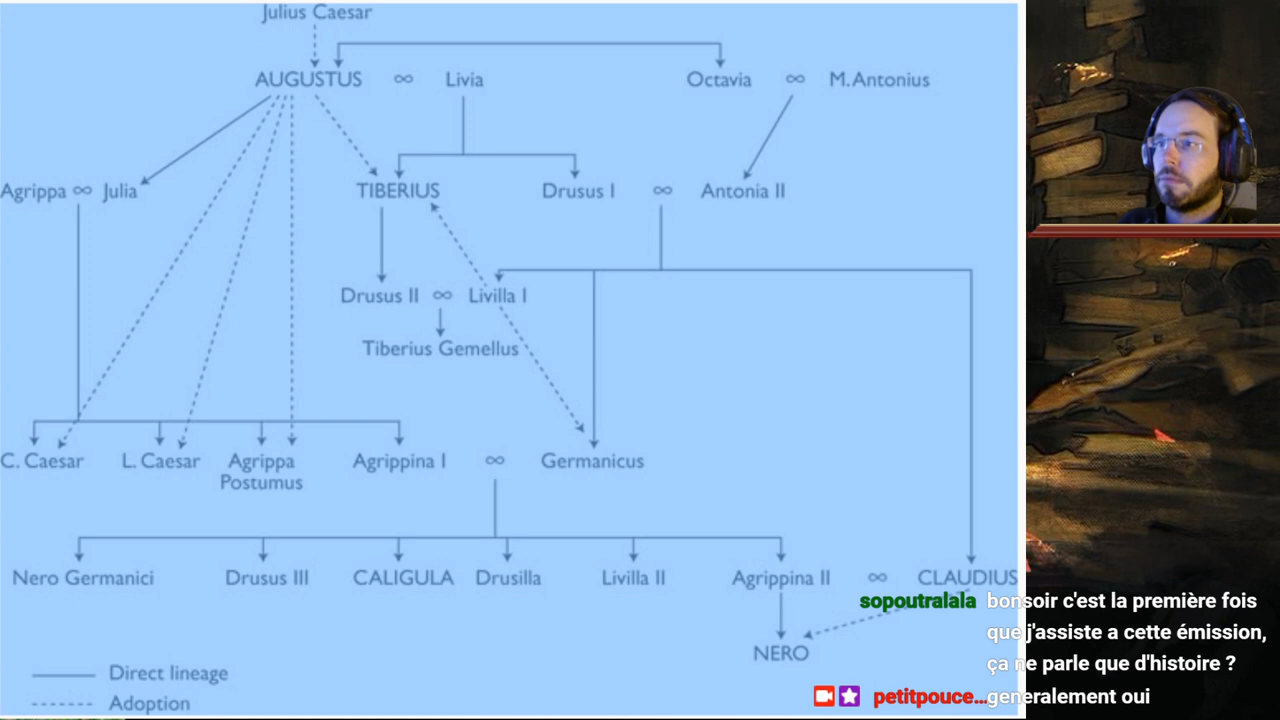 Julius Caesar
AUGUSTUS ∞ Livia Octavia ∞ M. Antonius
Agrippa ∞ Julia TIBERIUS Drusus I ∞ Antonia II
Drusus II ∞ Livilla I
Tiberius Gemellus
C. Caesar L. Caesar Agrippa Agrippina I ∞ Germanicus
Postumus
Nero Germanici Drusus III CALIGULA Drusilla Livilla II Agrippina II ∞ CLAUDIUS
sopoutralala bonsoir c'est la première fois
que j'assiste a cette émission,
NERO
ça ne parle que d'histoire ?
Direct lineage
petitpouce... generalement oui
Adoption